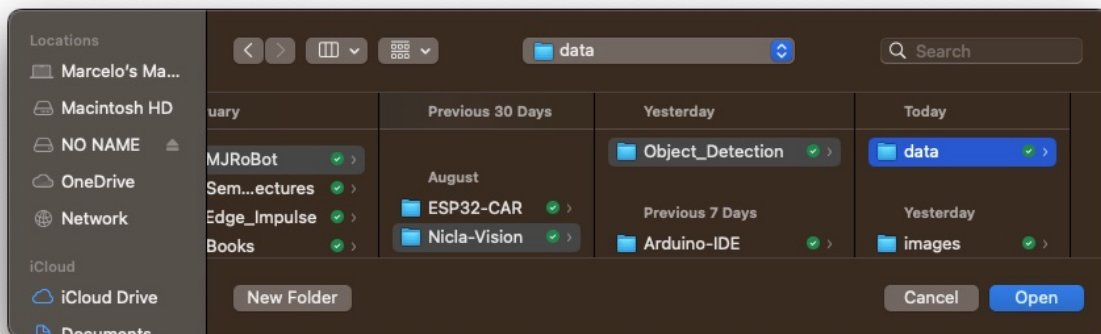 Locations
Marcelo's Ma...
Macintosh HD
NO NAME
OneDrive
Network
iCloud
iCloud Drive
Documents
data
Search
uary
MJRoBot
Sem...ectures
Edge_Impulse
Books
Previous 30 Days
August
ESP32-CAR
Nicla-Vision
Yesterday
Object_Detection
Previous 7 Days
Arduino-IDE
Today
data
Yesterday
images
New Folder
Cancel
Open